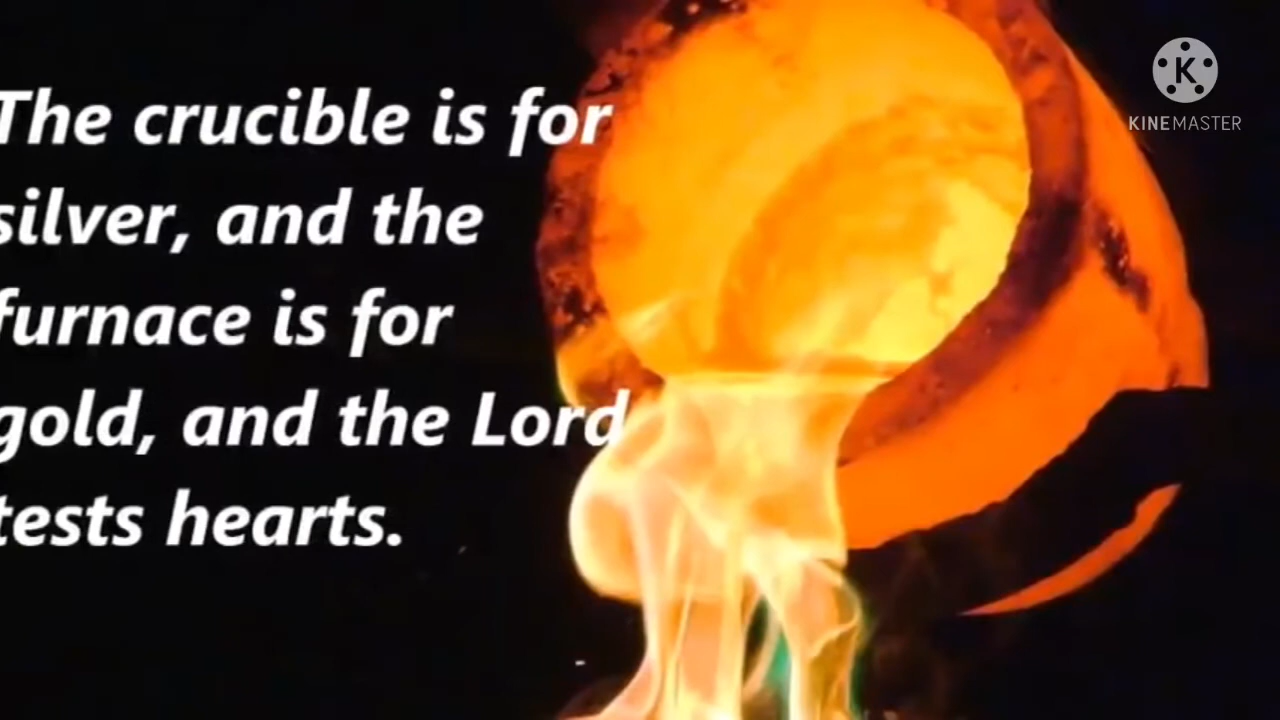 The crucible is for
silver, and the
furnace is for
gold, and the Lord
tests hearts.
K
KINEMASTER